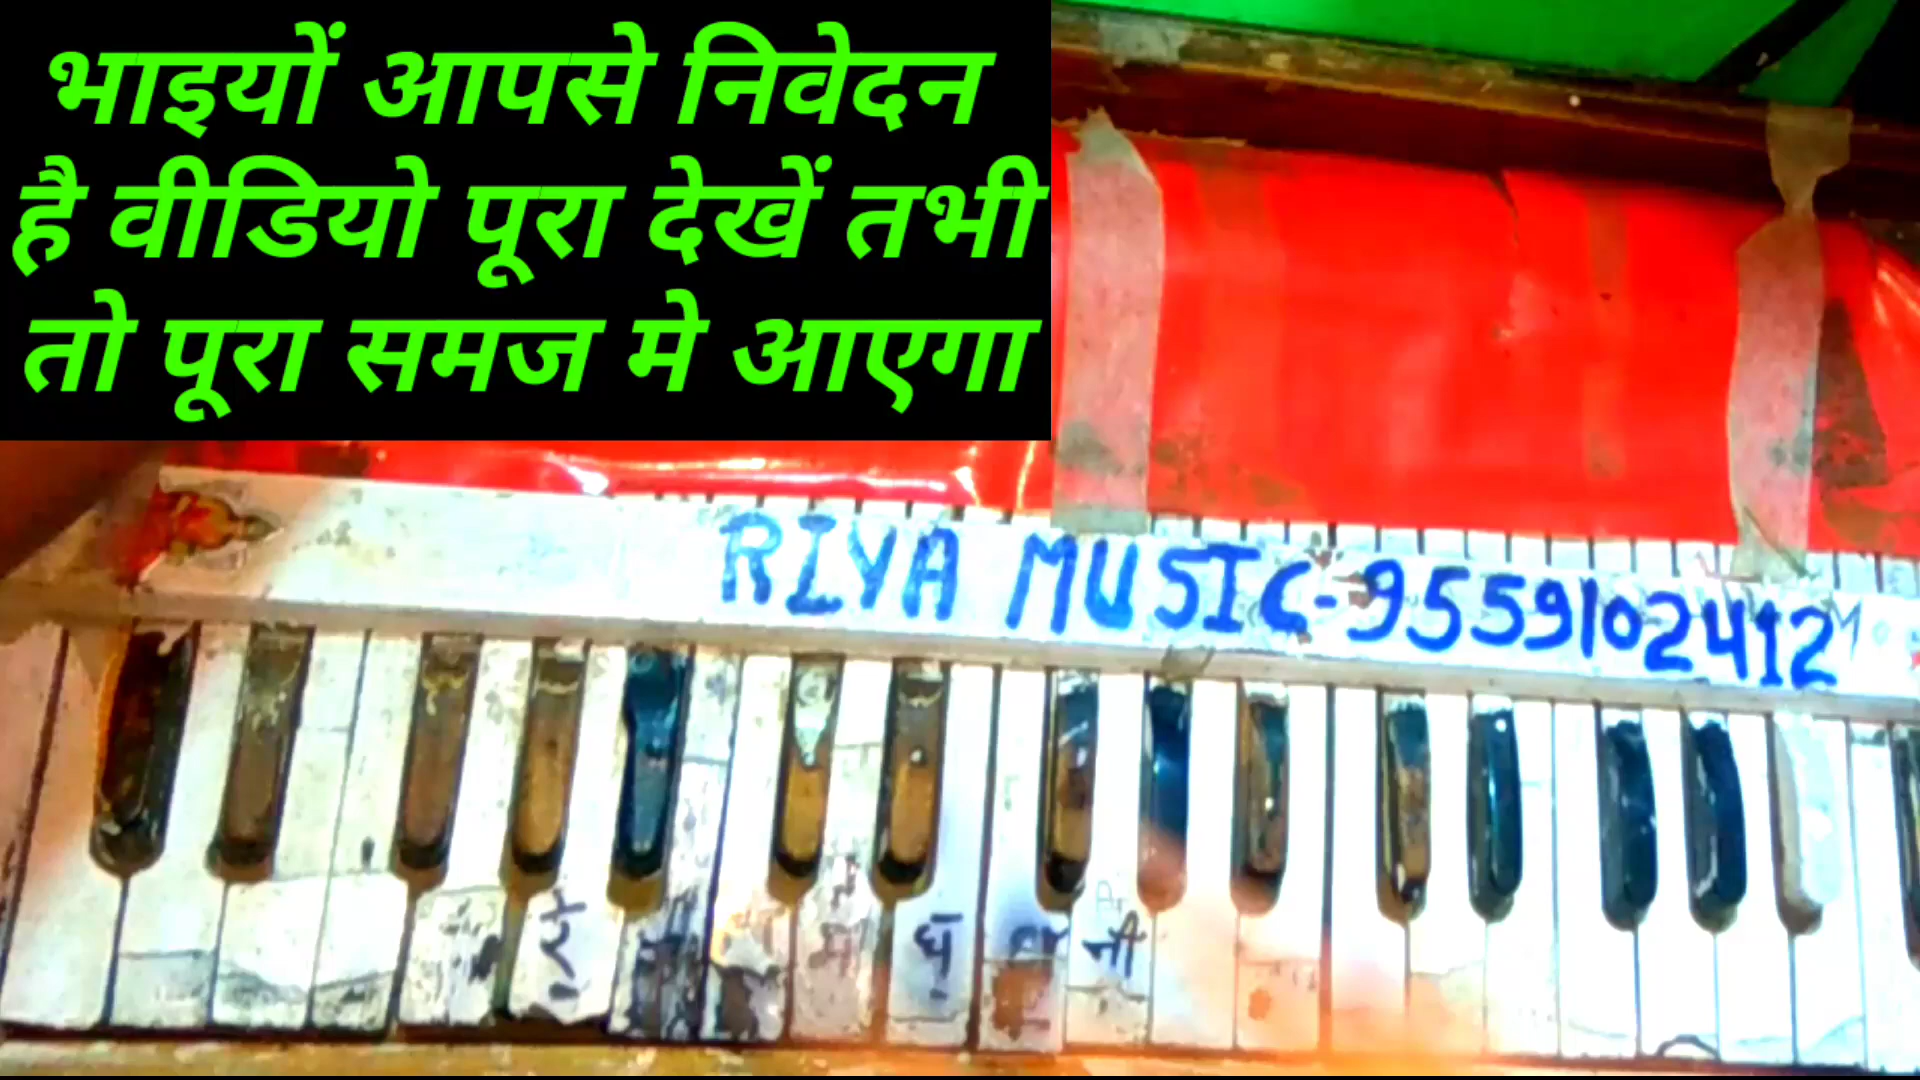 भाइयों आपसे निवेदन
है वीडियो पूरा देखें तभी
तो पूरा समज मे आएगा
RIYA MUSIC-9559102412
रे
धी
नी